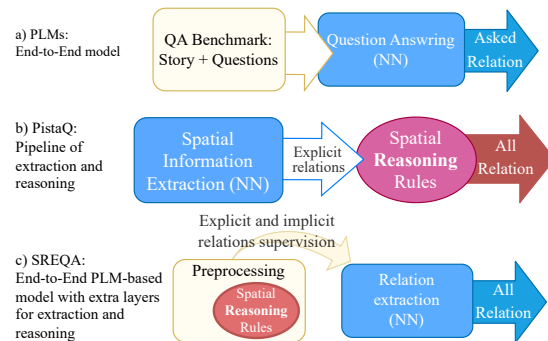 a) PLMs:
End-to-End model
QA Benchmark:
Story + Questions
Question Answring
(NN)
Asked
Relation
b) PistaQ:
Pipeline of
extraction and
reasoning
Spatial
Information
Extraction (NN)
Explicit
relations
Spatial
Reasoning
Rules
All
Relation
Explicit and implicit
relations supervision
c) SREQA:
End-to-End PLM-based
model with extra layers
for extraction and
reasoning
Preprocessing
Spatial
Reasoning
Rules
Relation
extraction
(NN)
All
Relation